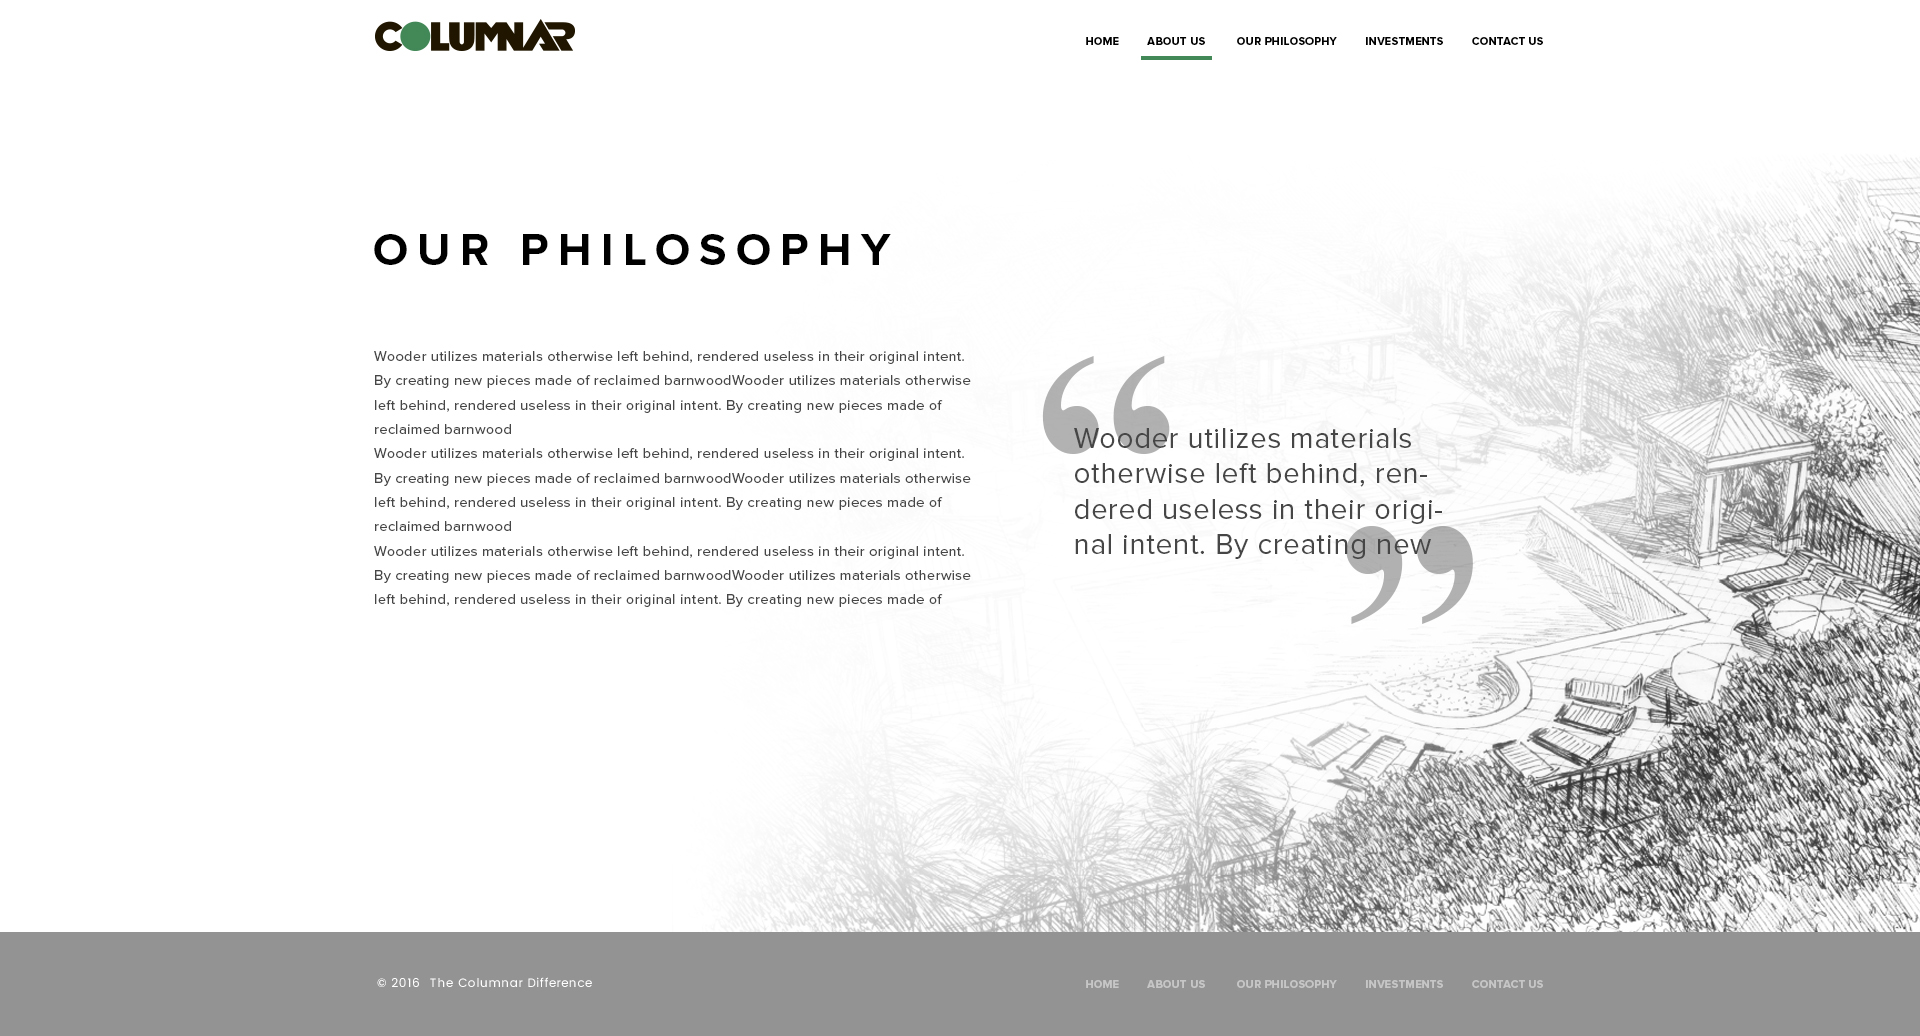 COLUMNAR
HOME ABOUT US OUR PHILOSOPHY INVESTMENTS CONTACT US
OUR PHILOSOPHY
Wooder utilizes materials otherwise left behind, rendered useless in their original intent.
By creating new pieces made of reclaimed barnwoodWooder utilizes materials otherwise
left behind, rendered useless in their original intent. By creating new pieces made of
reclaimed barnwood
Wooder utilizes materials otherwise left behind, rendered useless in their original intent.
By creating new pieces made of reclaimed barnwoodWooder utilizes materials otherwise
left behind, rendered useless in their original intent. By creating new pieces made of
reclaimed barnwood
Wooder utilizes materials otherwise left behind, rendered useless in their original intent.
By creating new pieces made of reclaimed barnwoodWooder utilizes materials otherwise
left behind, rendered useless in their original intent. By creating new pieces made of
“
Wooder utilizes materials
otherwise left behind, ren-
dered useless in their origi-
nal intent. By creating new
”
© 2016 The Columnar Difference
HOME ABOUT US OUR PHILOSOPHY INVESTMENTS CONTACT US